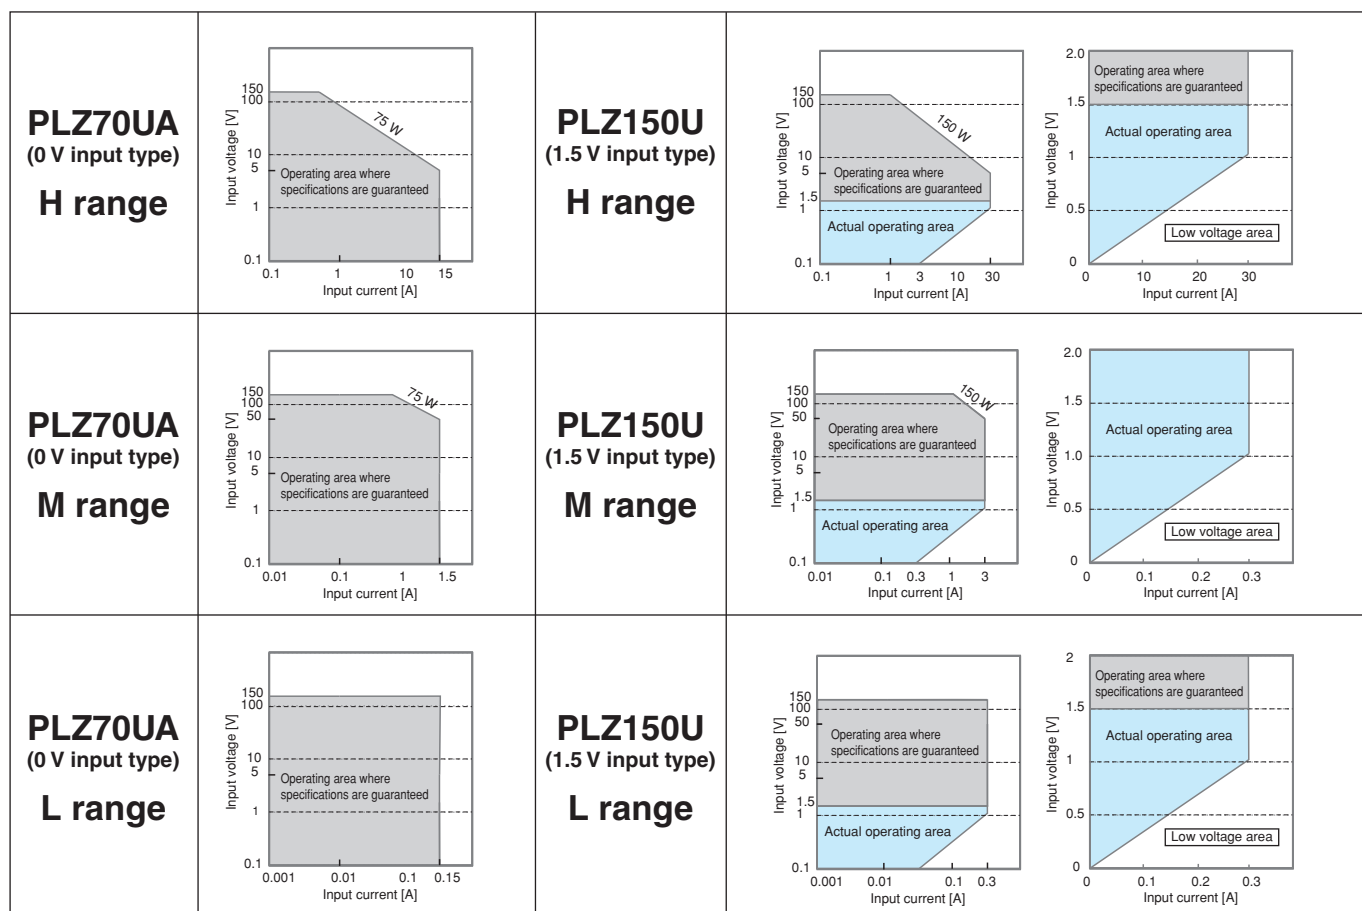 PLZ70UA
(0 V input type)
H range
Input voltage [V]
150
100
10
5
1
0.1
75 W
Operating area where
specifications are guaranteed
0.1
1
10
15
Input current [A]
PLZ150U
(1.5 V input type)
H range
Input voltage [V]
150
100
10
5
1.5
1
0.1
150 W
Operating area where
specifications are guaranteed
Actual operating area
0.1
1
3
10
30
Input current [A]
Input voltage [V]
2.0
1.5
1
0.5
0
Operating area where
specifications are guaranteed
Actual operating area
Low voltage area
0
10
20
30
Input current [A]
PLZ70UA
(0 V input type)
M range
Input voltage [V]
150
100
50
10
5
1
0.1
75 W
Operating area where
specifications are guaranteed
0.01
0.1
1
1.5
Input current [A]
PLZ150U
(1.5 V input type)
M range
Input voltage [V]
150
100
50
10
5
1.5
1
0.1
150 W
Operating area where
specifications are guaranteed
Actual operating area
0.01
0.1
0.3
1
3
Input current [A]
Input voltage [V]
2.0
1.5
1.0
0.5
0
Actual operating area
Low voltage area
0
0.1
0.2
0.3
Input current [A]
PLZ70UA
(0 V input type)
L range
Input voltage [V]
150
100
10
5
1
0.1
Operating area where
specifications are guaranteed
0.001
0.01
0.1
0.15
Input current [A]
PLZ150U
(1.5 V input type)
L range
Input voltage [V]
150
100
50
10
5
1.5
1
0.1
Operating area where
specifications are guaranteed
Actual operating area
0.001
0.01
0.1
0.3
Input current [A]
Input voltage [V]
2
1.5
1
0.5
0
Operating area where
specifications are guaranteed
Actual operating area
Low voltage area
0
0.1
0.2
0.3
Input current [A]